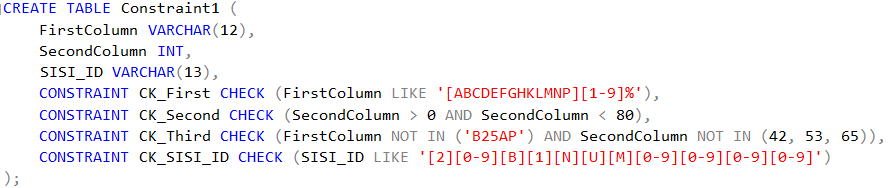 CREATE TABLE Constraint1 (
FirstColumn VARCHAR(12),
SecondColumn INT,
SISI_ID VARCHAR(13),
CONSTRAINT CK_First CHECK (FirstColumn LIKE '[ABCDEFGHKLMNP][1-9]%'),
CONSTRAINT CK_Second CHECK (SecondColumn > 0 AND SecondColumn < 80),
CONSTRAINT CK_Third CHECK (FirstColumn NOT IN ('B25AP') AND SecondColumn NOT IN (42, 53, 65)),
CONSTRAINT CK_SISI_ID CHECK (SISI_ID LIKE '[2][0-9][B][1][N][U][M][0-9][0-9][0-9][0-9]')
);